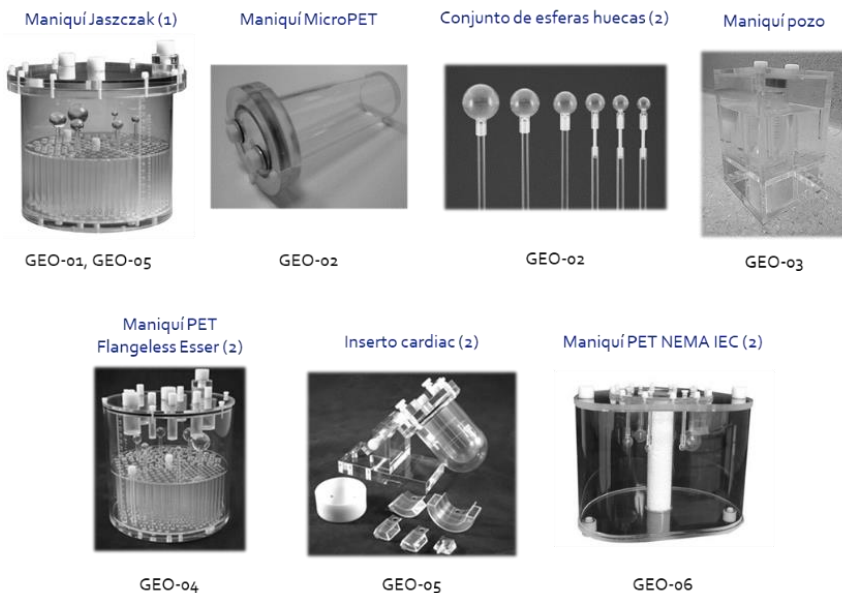 Maniquí Jaszczak (1)
Maniquí MicroPET
Conjunto de esferas huecas (2)
Maniquí pozo
GEO-01, GEO-05
GEO-02
GEO-02
GEO-03
Maniquí PET
Flangeless Esser (2)
Inserto cardiac (2)
Maniquí PET NEMA IEC (2)
GEO-04
GEO-05
GEO-06